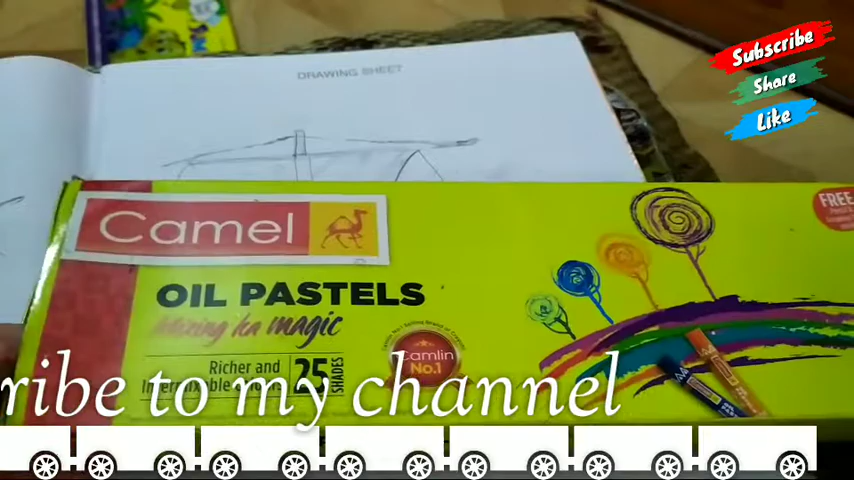 DRAWING SHEET
Subscribe
Share
Like
Camel
FREE
OIL PASTELS
Mixing ka magic
Richer and
25 SHADES
Camlin
No.1
ribe to my channel